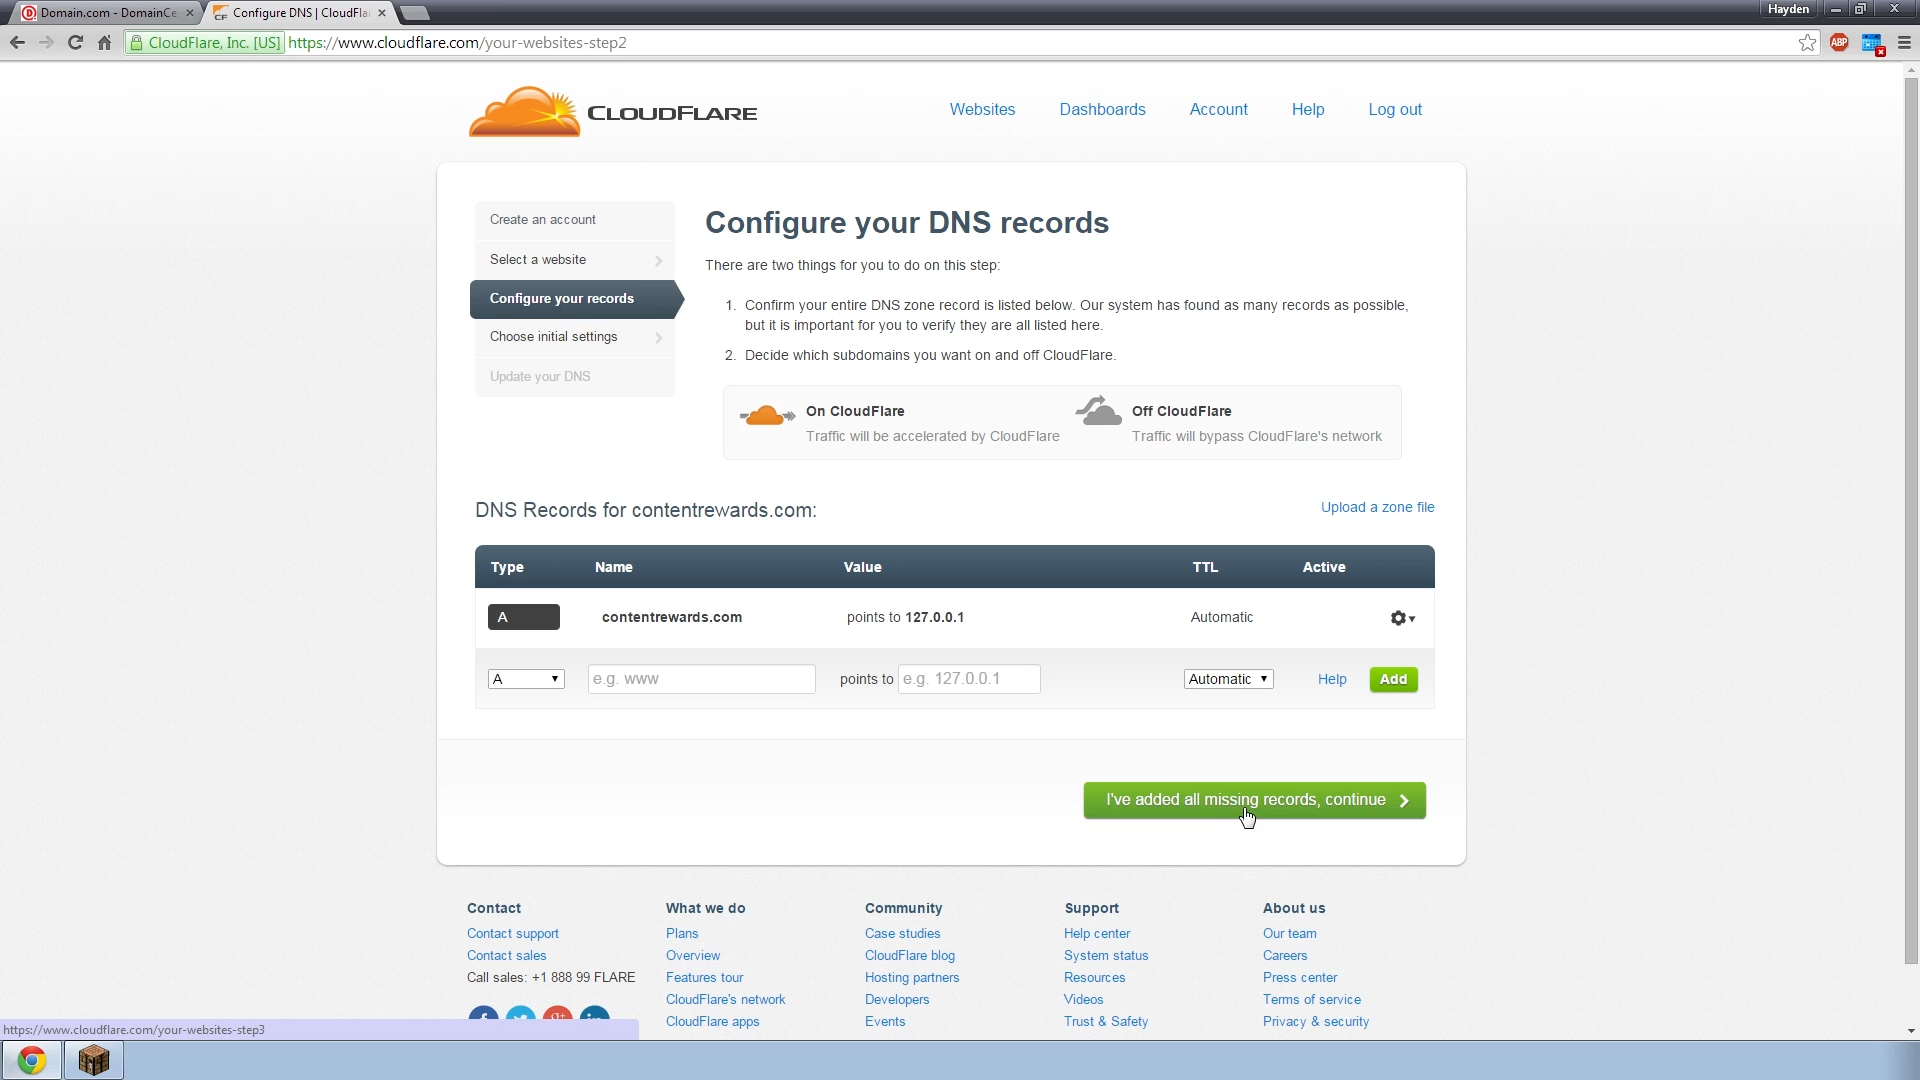 Domain.com - DomainCe
Configure DNS | CloudFla
Hayden
CloudFlare, Inc. [US]
https://www.cloudflare.com/your-websites-step2
ABP
CLOUDFLARE
Websites
Dashboards
Account
Help
Log out
Create an account
Select a website
Configure your records
Choose initial settings
Update your DNS
Configure your DNS records
There are two things for you to do on this step:
1. Confirm your entire DNS zone record is listed below. Our system has found as many records as possible,
but it is important for you to verify they are all listed here.
2. Decide which subdomains you want on and off CloudFlare.
On CloudFlare
Traffic will be accelerated by CloudFlare
Off CloudFlare
Traffic will bypass CloudFlare's network
DNS Records for contentrewards.com:
Upload a zone file
Type Name Value TTL Active
A contentrewards.com points to 127.0.0.1 Automatic
A e.g. www points to e.g. 127.0.0.1 Automatic Help Add
I've added all missing records, continue
Contact
Contact support
Contact sales
Call sales: +1 888 99 FLARE
What we do
Plans
Overview
Features tour
CloudFlare's network
CloudFlare apps
Community
Case studies
CloudFlare blog
Hosting partners
Developers
Events
Support
Help center
System status
Resources
Videos
Trust & Safety
About us
Our team
Careers
Press center
Terms of service
Privacy & security
https://www.cloudflare.com/your-websites-step3